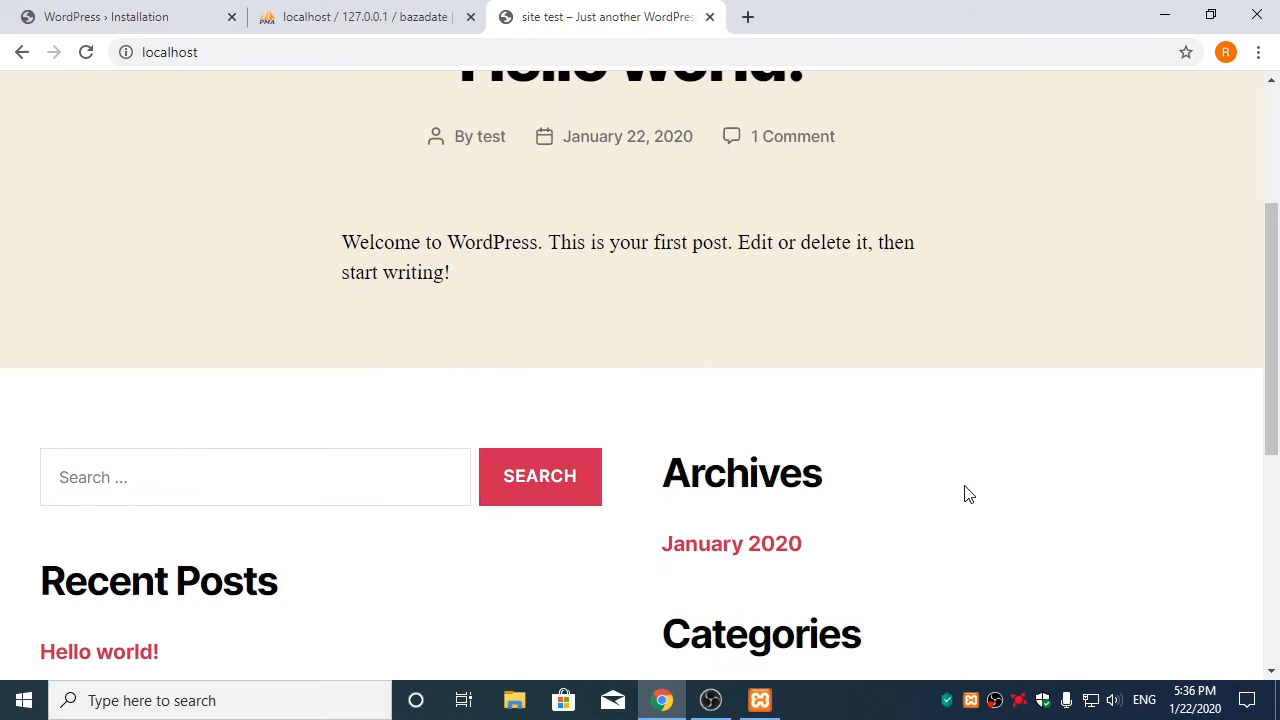 WordPress › Installation
localhost / 127.0.0.1 / bazadate |
site test – Just another WordPres
localhost
R
Hello world!
By test
January 22, 2020
1 Comment
Welcome to WordPress. This is your first post. Edit or delete it, then
start writing!
Search …
SEARCH
Archives
January 2020
Recent Posts
Categories
Hello world!
Type here to search
ENG
5:36 PM
1/22/2020